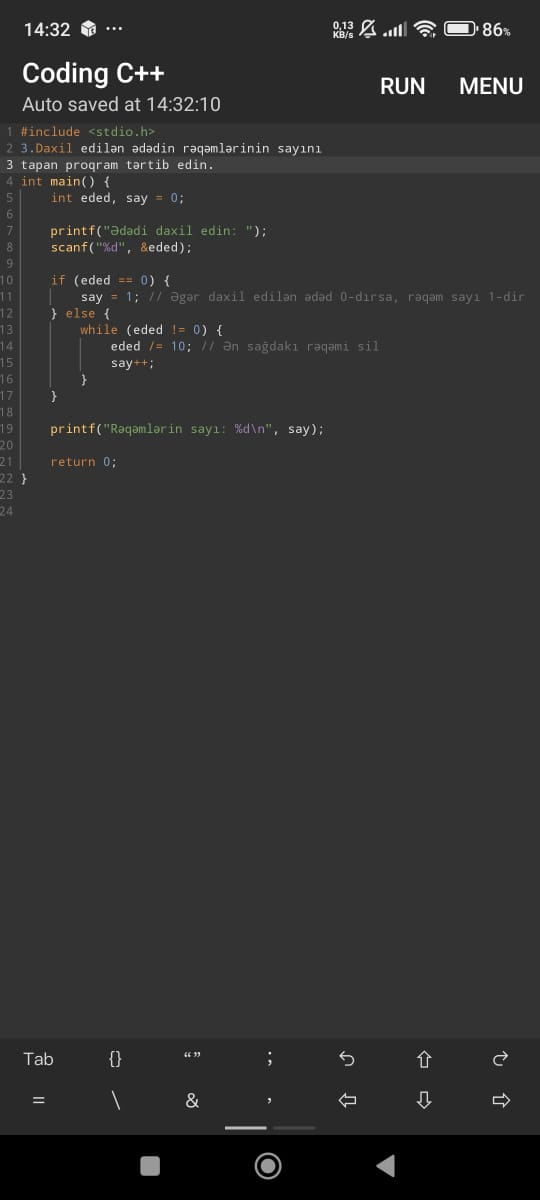 14:32 ... 0,13 KB/s 86%
Coding C++
Auto saved at 14:32:10
RUN MENU
1 #include <stdio.h>
2 3.Daxil edilən ədədin rəqəmlərinin sayını
3 tapan proqram tərtib edin.
4 int main() {
5     int eded, say = 0;
6
7     printf("Ədədi daxil edin: ");
8     scanf("%d", &eded);
9
10     if (eded == 0) {
11         say = 1; // Əgər daxil edilən ədəd 0-dırsa, rəqəm sayı 1-dir
12     } else {
13         while (eded != 0) {
14             eded /= 10; // Ən sağdakı rəqəmi sil
15             say++;
16         }
17     }
18
19     printf("Rəqəmlərin sayı: %d\n", say);
20
21     return 0;
22 }
23
24
Tab {} “” ;
= \ & ,